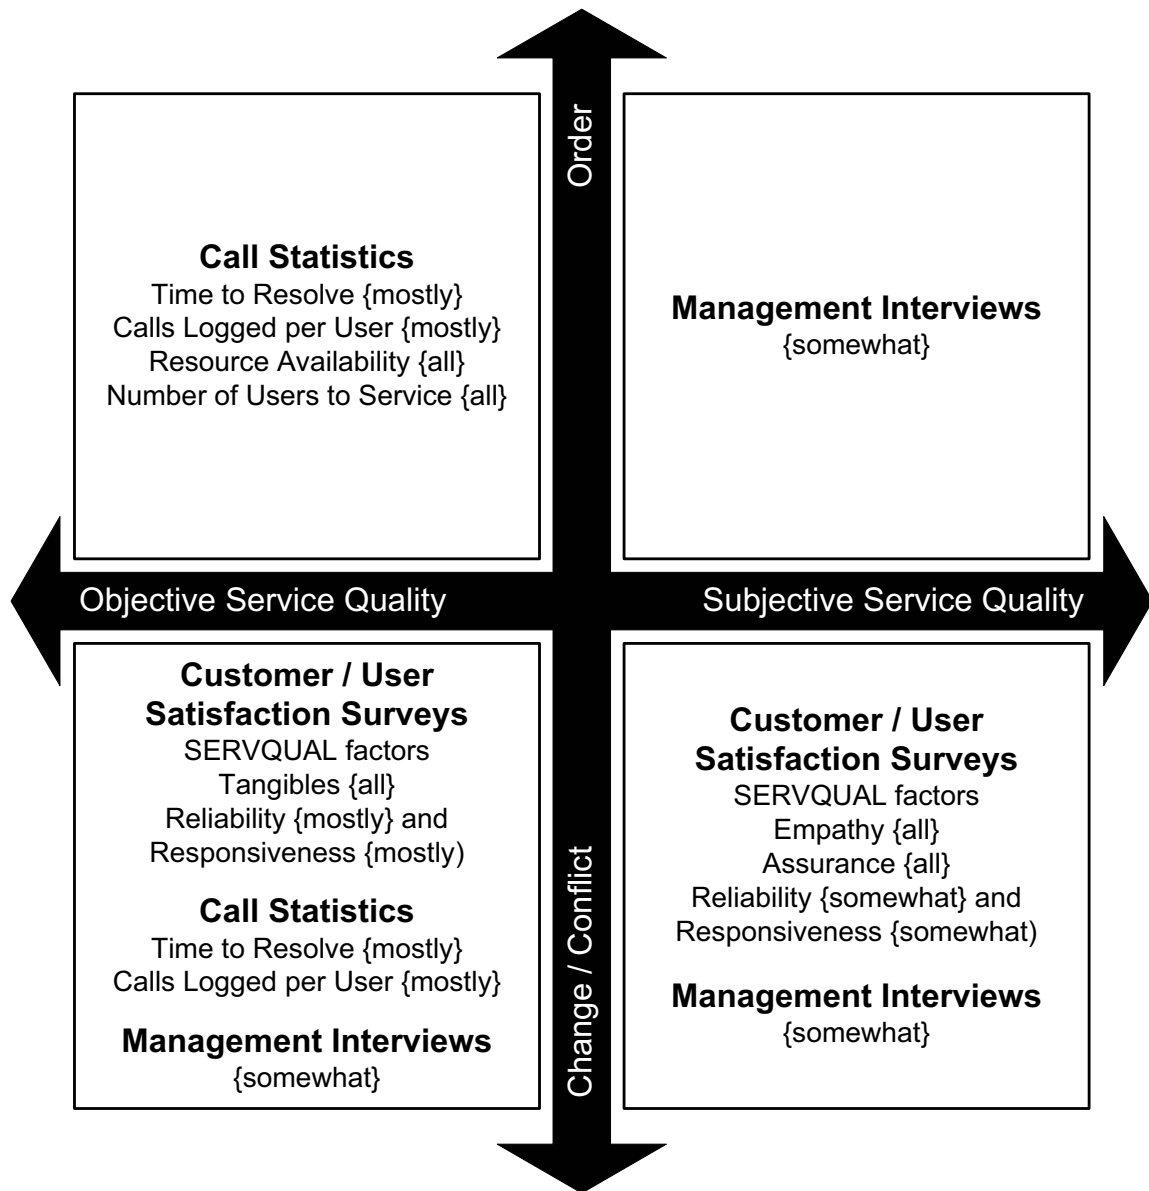 Order
Call Statistics
Time to Resolve {mostly}
Calls Logged per User {mostly}
Resource Availability {all}
Number of Users to Service {all}
Management Interviews
{somewhat}
Objective Service Quality
Subjective Service Quality
Customer / User
Satisfaction Surveys
SERVQUAL factors
Tangibles {all}
Reliability {mostly} and
Responsiveness {mostly)
Call Statistics
Time to Resolve {mostly}
Calls Logged per User {mostly}
Management Interviews
{somewhat}
Change / Conflict
Customer / User
Satisfaction Surveys
SERVQUAL factors
Empathy {all}
Assurance {all}
Reliability {somewhat} and
Responsiveness {somewhat)
Management Interviews
{somewhat}